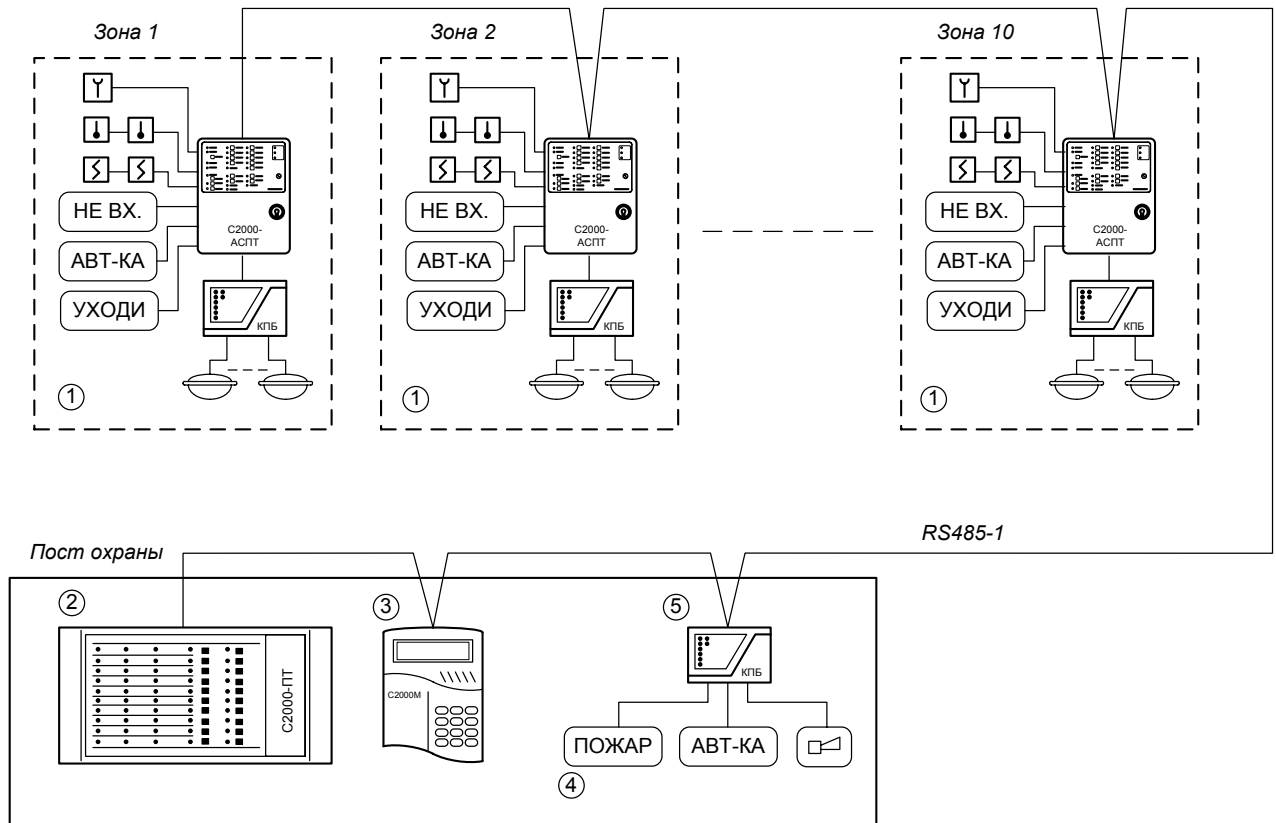 Зона 1
Зона 2
Зона 10
НЕ ВХ.
АВТ-КА
УХОДИ
С2000-
АСПТ
КПБ
1
НЕ ВХ.
АВТ-КА
УХОДИ
С2000-
АСПТ
КПБ
1
НЕ ВХ.
АВТ-КА
УХОДИ
С2000-
АСПТ
КПБ
1
RS485-1
Пост охраны
2
С2000-ПТ
3
С2000М
5
КПБ
ПОЖАР
АВТ-КА
4